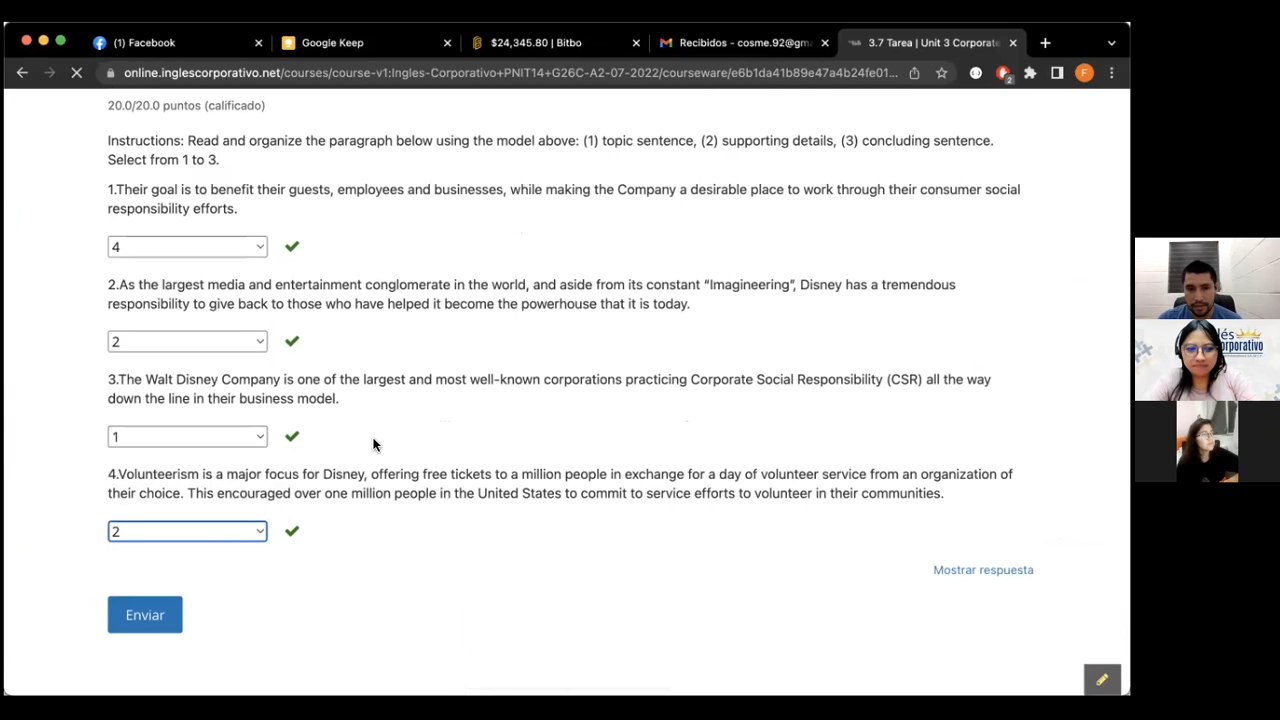 (1) Facebook
Google Keep
$24,345.80 | Bitbo
Recibidos - cosme.92@gm
3.7 Tarea | Unit 3 Corporate
online.inglescorporativo.net/courses/course-v1:Ingles-Corporativo+PNIT14+G26C-A2-07-2022/courseware/e6b1da41b89e47a4b24fe01...
2
F
20.0/20.0 puntos (calificado)
Instructions: Read and organize the paragraph below using the model above: (1) topic sentence, (2) supporting details, (3) concluding sentence.
Select from 1 to 3.
1.Their goal is to benefit their guests, employees and businesses, while making the Company a desirable place to work through their consumer social
responsibility efforts.
4
2.As the largest media and entertainment conglomerate in the world, and aside from its constant “Imagineering”, Disney has a tremendous
responsibility to give back to those who have helped it become the powerhouse that it is today.
2
3.The Walt Disney Company is one of the largest and most well-known corporations practicing Corporate Social Responsibility (CSR) all the way
down the line in their business model.
1
4.Volunteerism is a major focus for Disney, offering free tickets to a million people in exchange for a day of volunteer service from an organization of
their choice. This encouraged over one million people in the United States to commit to service efforts to volunteer in their communities.
2
Mostrar respuesta
Enviar
és
orporativo